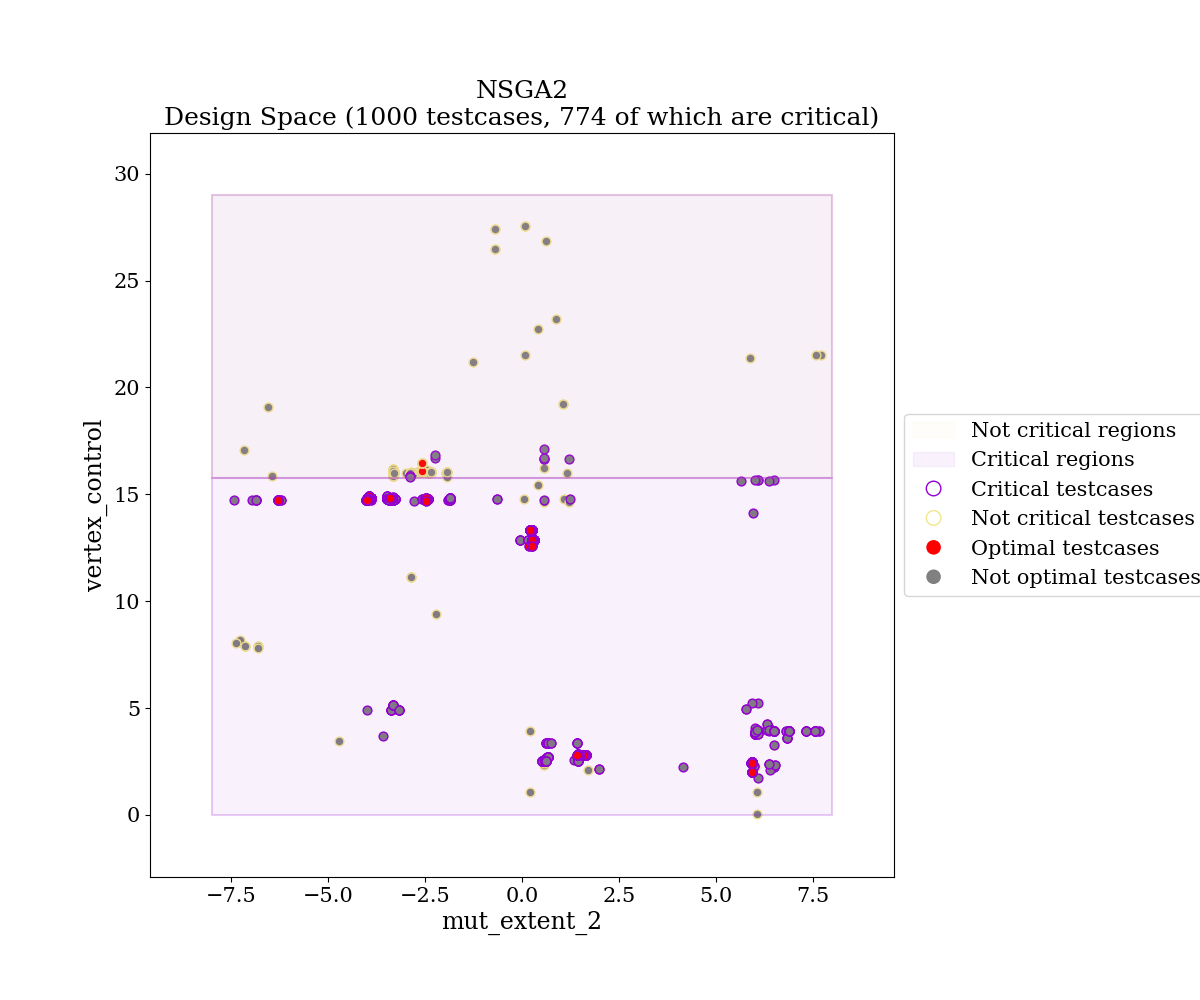 NSGA2
Design Space (1000 testcases, 774 of which are critical)
30
25
20
15
10
5
0
vertex_control
−7.5
−5.0
−2.5
0.0
2.5
5.0
7.5
mut_extent_2
Not critical regions
Critical regions
Critical testcases
Not critical testcases
Optimal testcases
Not optimal testcases